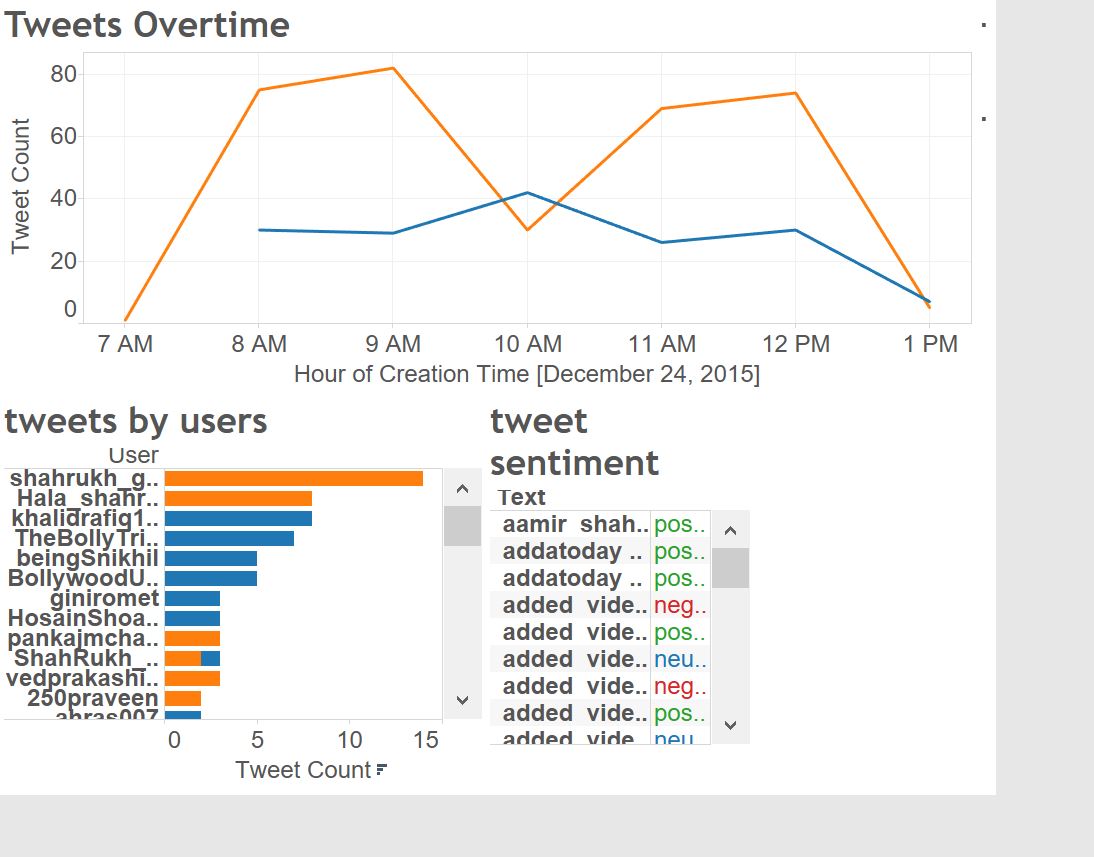 Tweets Overtime
Tweet Count
80
60
40
20
0
7 AM 8 AM 9 AM 10 AM 11 AM 12 PM 1 PM
Hour of Creation Time [December 24, 2015]
tweets by users
User
shahrukh_g..
Hala_shahr..
khalidrafiq1..
TheBollyTri..
beingSnikhil
BollywoodU..
giniromet
HosainShoa..
pankajmcha..
ShahRukh_..
vedprakashi..
250praveen
ahras007
0 5 10 15
Tweet Count
tweet
sentiment
Text
aamir shah.. pos..
addatoday .. pos..
addatoday .. pos..
added vide.. neg..
added vide.. pos..
added vide.. neu..
added vide.. neg..
added vide.. pos..
added vide.. neu..